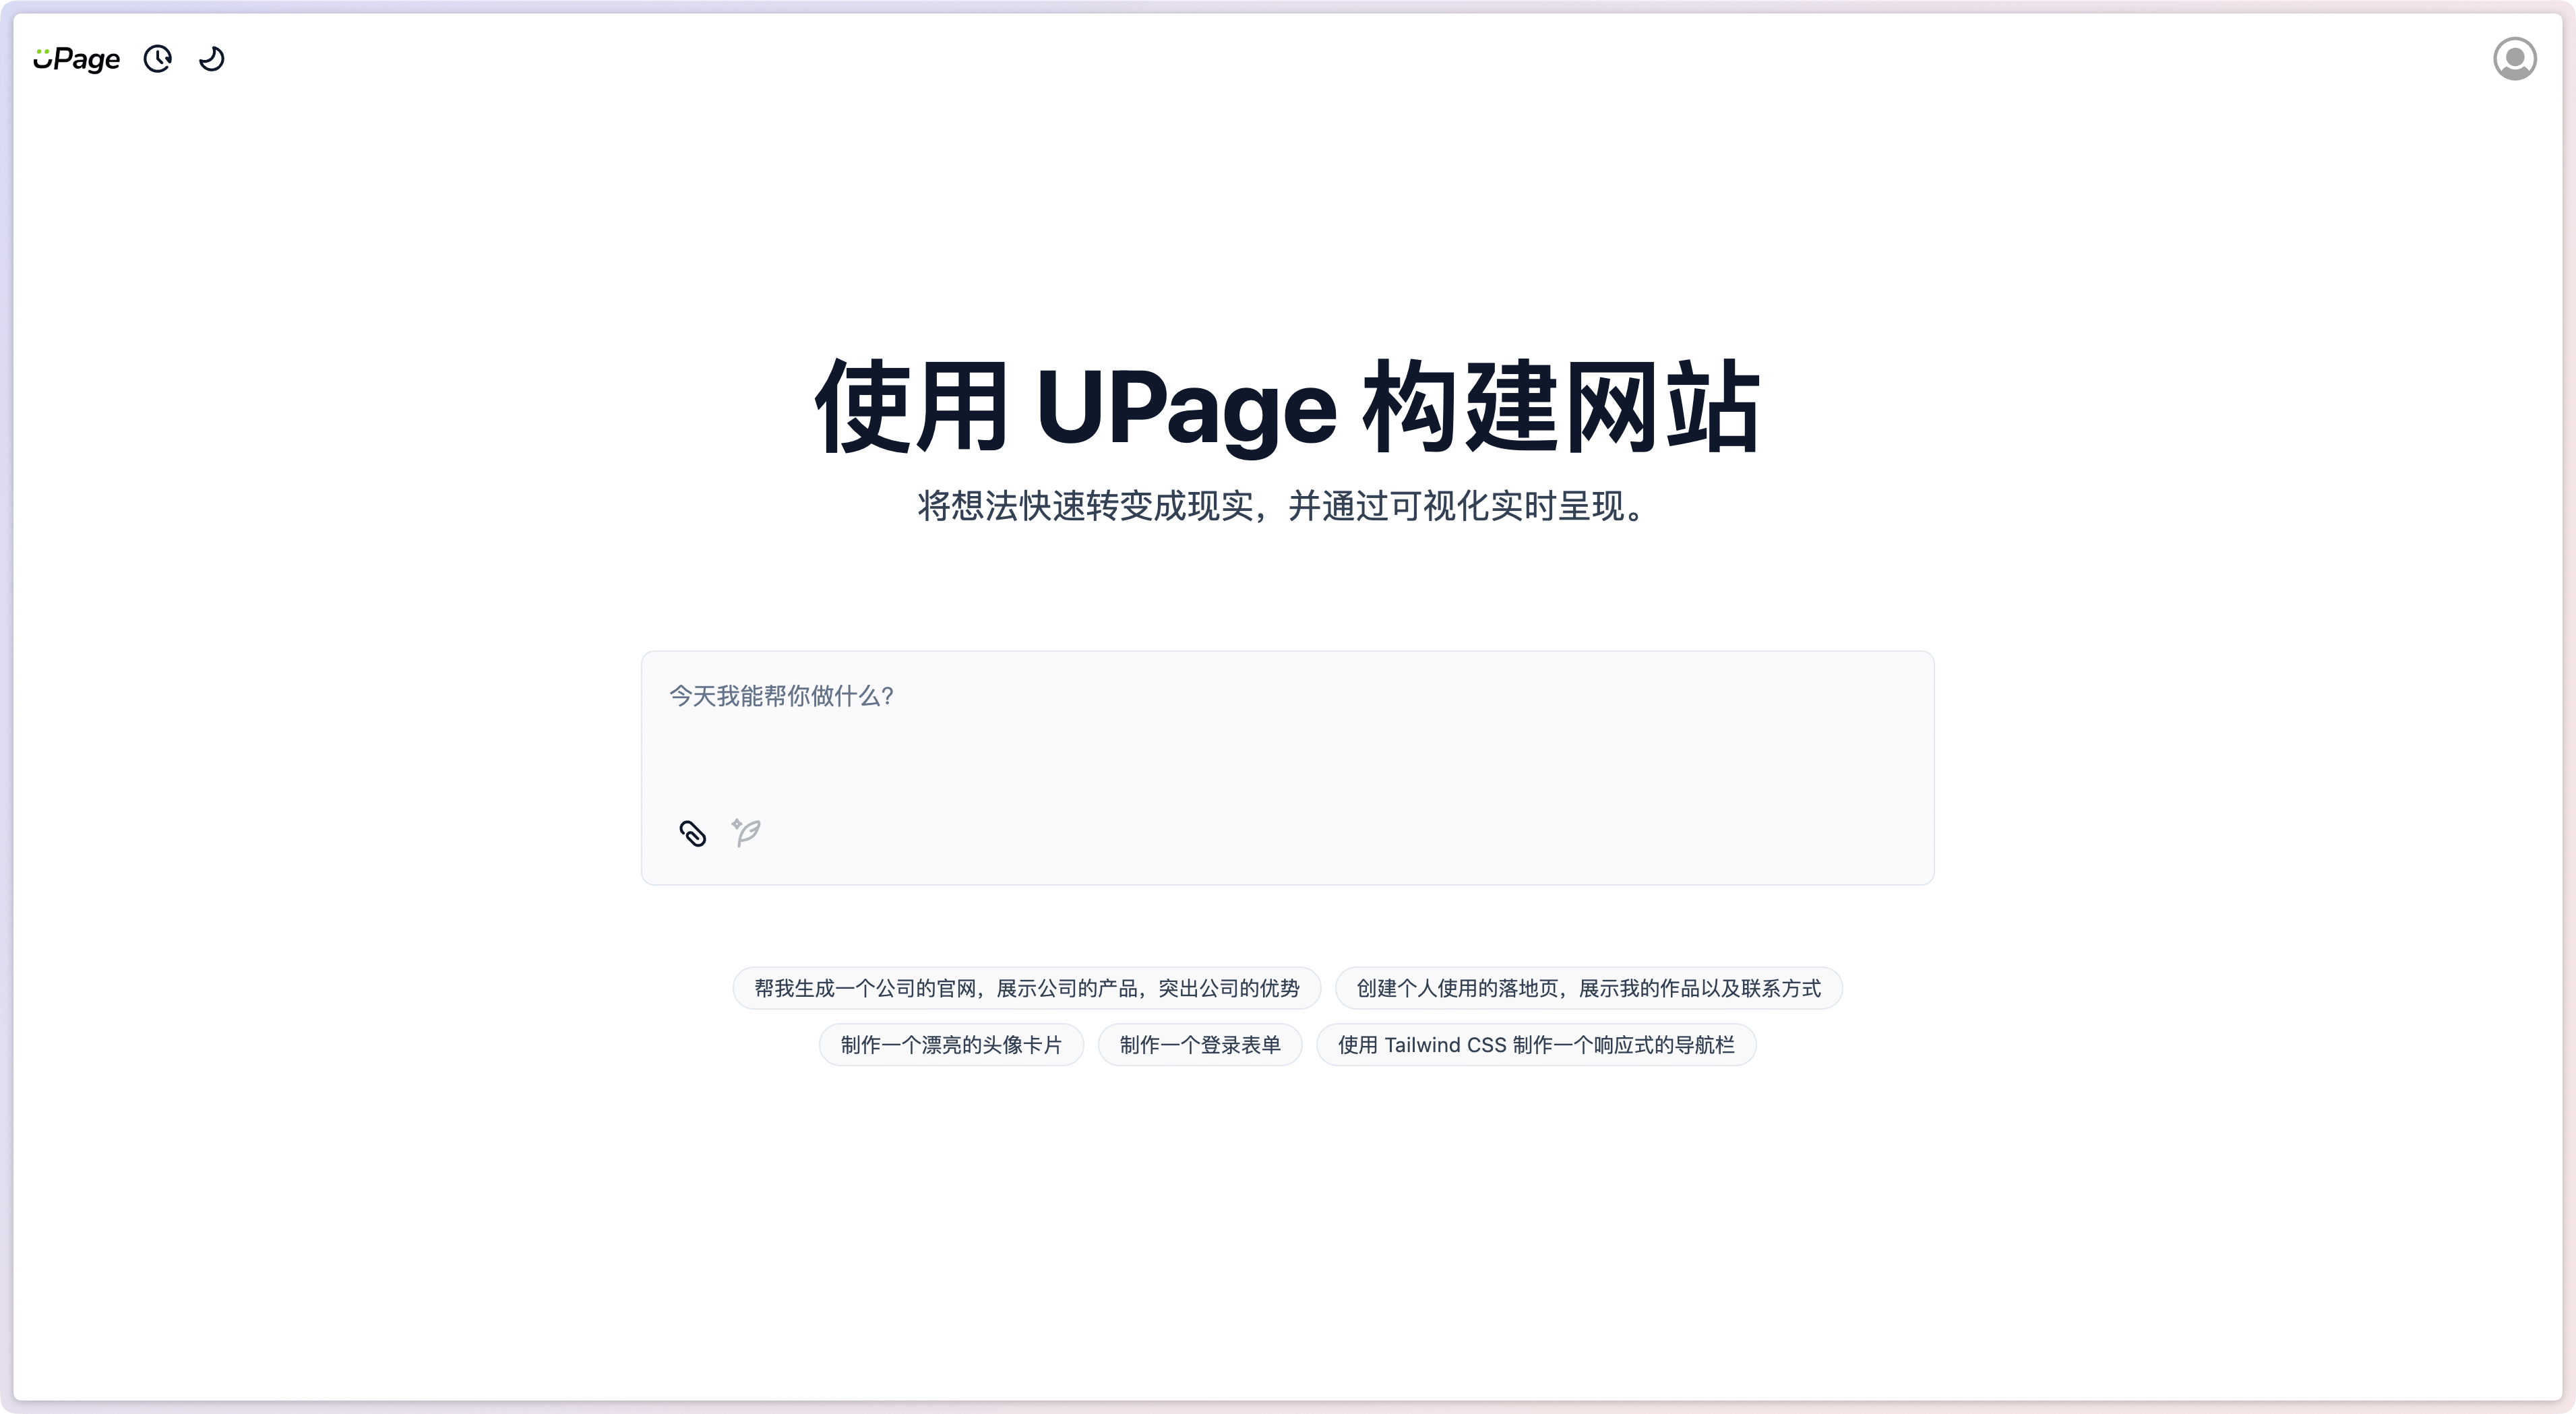 UPage
使用 UPage 构建网站
将想法快速转变成现实，并通过可视化实时呈现。
今天我能帮你做什么？
帮我生成一个公司的官网，展示公司的产品，突出公司的优势
创建个人使用的落地页，展示我的作品以及联系方式
制作一个漂亮的头像卡片
制作一个登录表单
使用 Tailwind CSS 制作一个响应式的导航栏